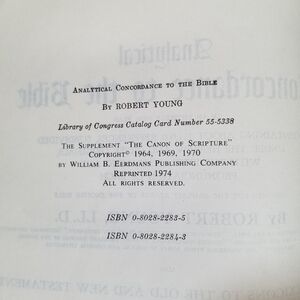 ANALYTICAL CONCORDANCE TO THE BIBLE
BY ROBERT YOUNG
Library of Congress Catalog Card Number 55-5338
THE SUPPLEMENT "THE CANON OF SCRIPTURE"
COPYRIGHT © 1964, 1969, 1970
BY WILLIAM B. EERDMANS PUBLISHING COMPANY
REPRINTED 1974
ALL RIGHTS RESERVED.
ISBN 0-8028-2283-5
ISBN 0-8028-2284-3